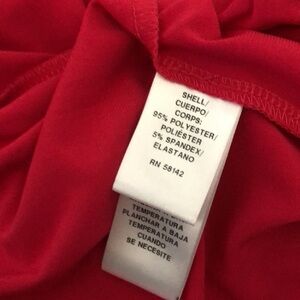 SHELL/
CUERPO/
CORPS:
95% POLYESTER/
POLIÉSTER
5% SPANDEX/
ELASTANO
RN 58142
TEMPERATURA
PLANCHAR A BAJA
TEMPERATURA
CUANDO
SE NECESITE